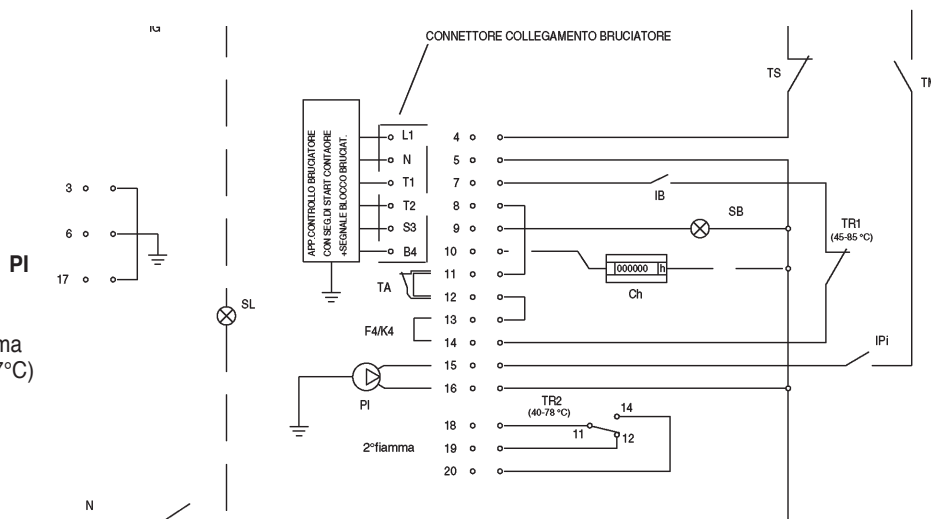 IG
CONNETTORE COLLEGAMENTO BRUCIATORE
TS
APP.CONTROLLO BRUCIATORE
CON SEG.DI START CONTAORE
+SEGNALE BLOCCO BRUCIAT.
L1
N
T1
T2
S3
B4
4
5
7
8
9
10
11
12
13
14
15
16
18
19
20
3
6
17
PI
SL
IB
SB
TR1
(45-85 °C)
000000 h
Ch
TA
F4/K4
IPi
PI
TR2
(40-78 °C)
14
11
12
2°fiamma
°C)
N